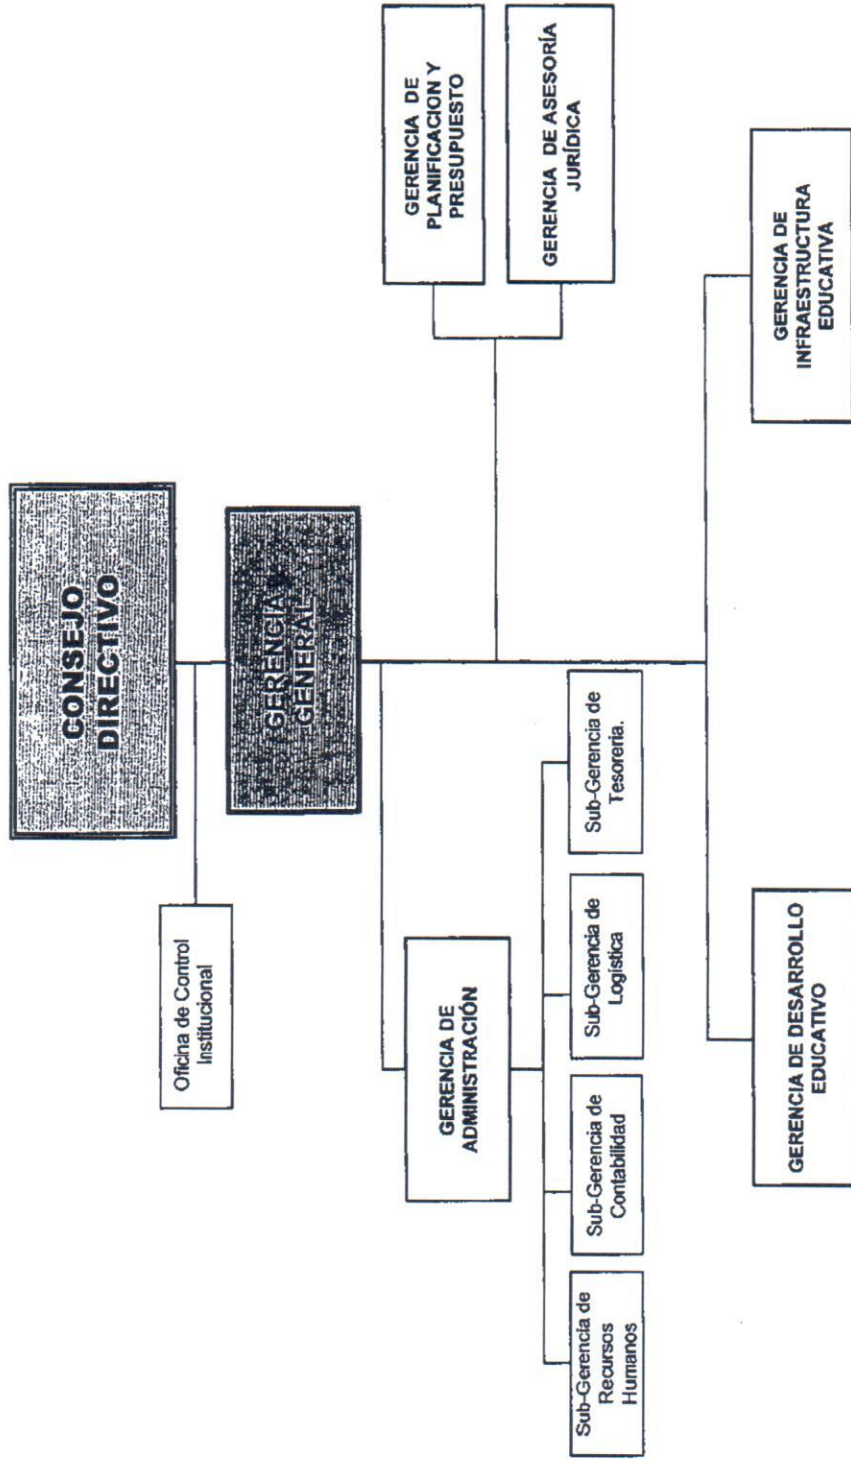 CONSEJO
DIRECTIVO
Oficina de Control
Institucional
GERENCIA
GENERAL
GERENCIA DE
PLANIFICACION Y
PRESUPUESTO
GERENCIA DE ASESORÍA
JURÍDICA
GERENCIA DE
ADMINISTRACIÓN
Sub-Gerencia de
Recursos
Humanos
Sub-Gerencia de
Contabilidad
Sub-Gerencia de
Logística
Sub-Gerencia de
Tesoreria.
GERENCIA DE DESARROLLO
EDUCATIVO
GERENCIA DE
INFRAESTRUCTURA
EDUCATIVA